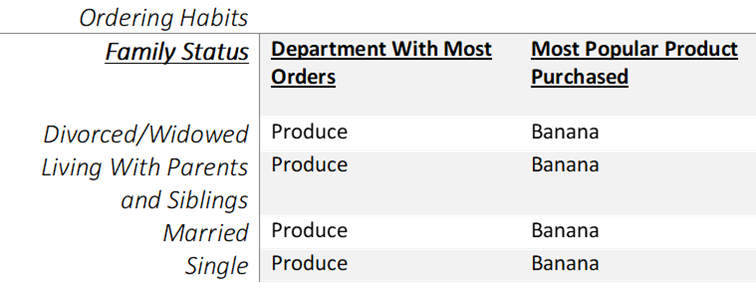 Ordering Habits
Family Status Department With Most Most Popular Product
Orders Purchased
Divorced/Widowed Produce Banana
Living With Parents Produce Banana
and Siblings
Married Produce Banana
Single Produce Banana